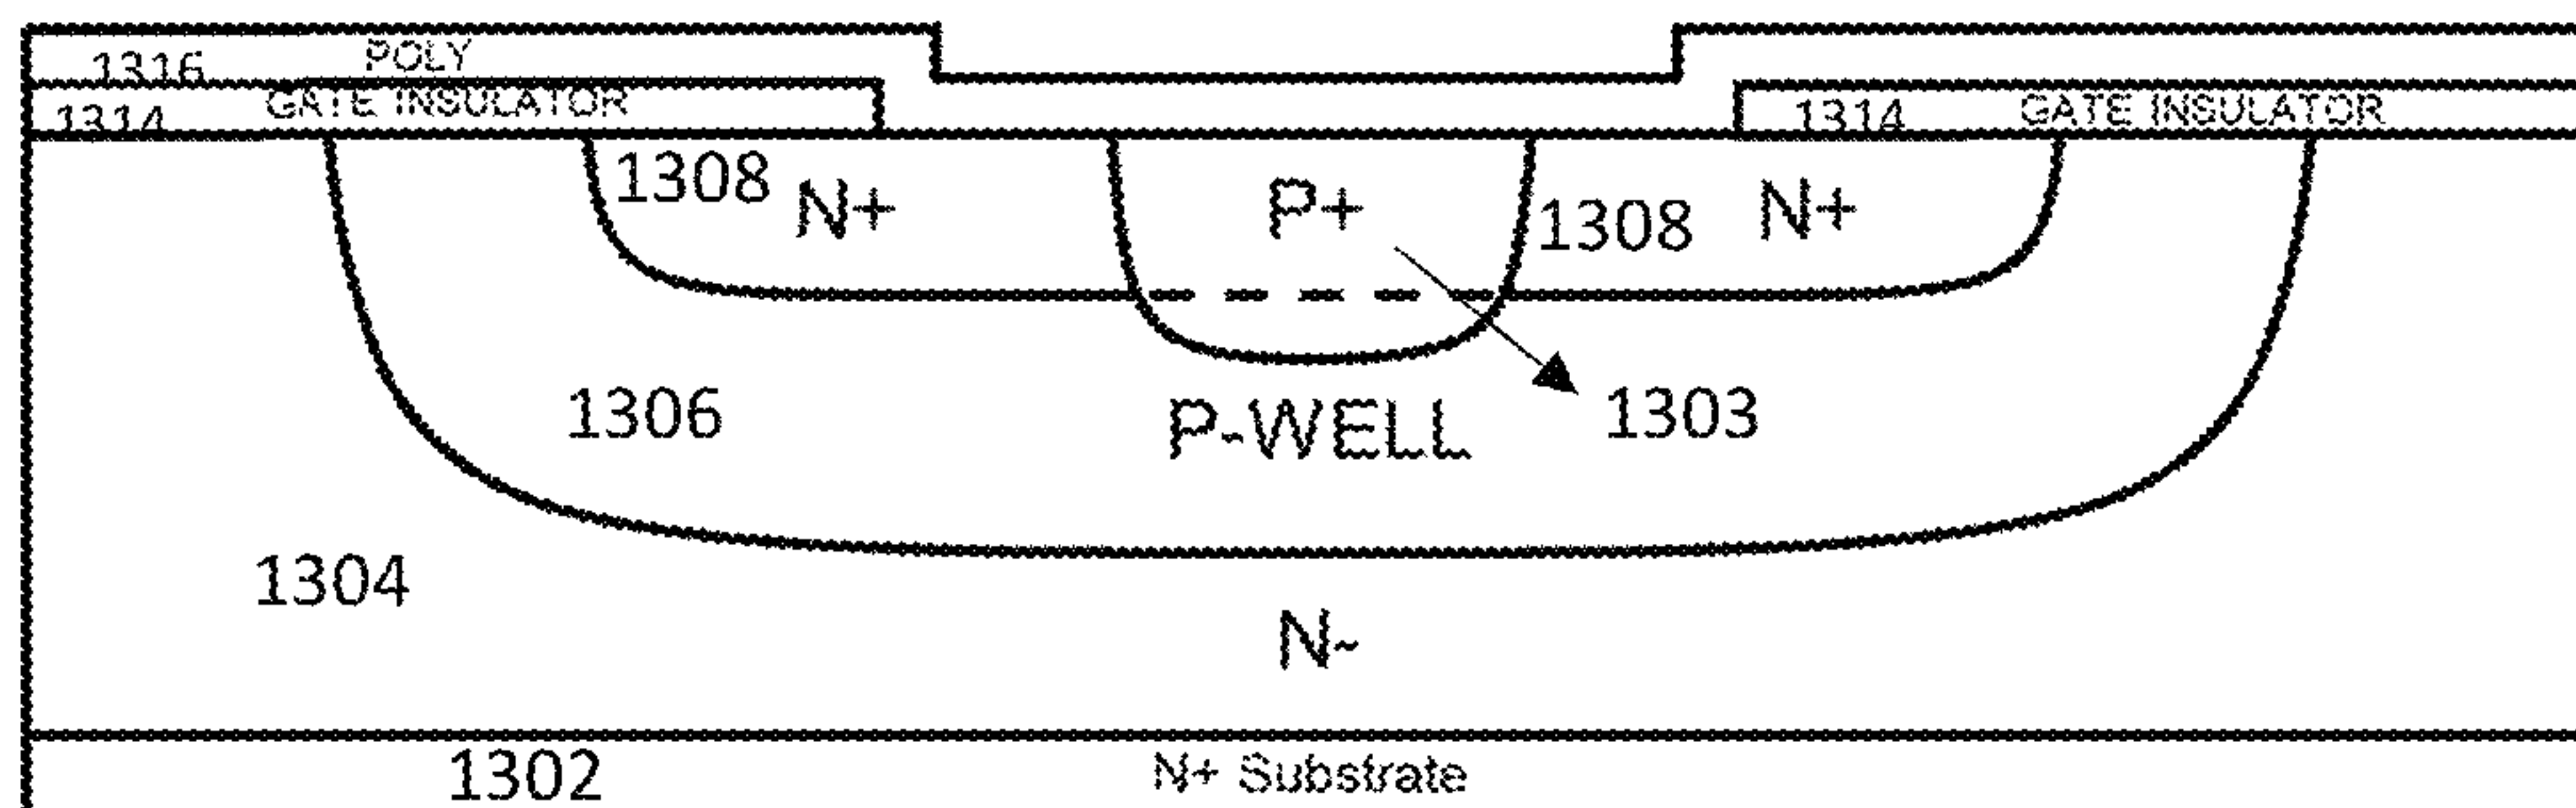 1316 POLY
1314 GATE INSULATOR 1314 GATE INSULATOR
1308 N+ P+ 1308 N+
1306 P-WELL 1303
1304 N-
1302 N+ Substrate